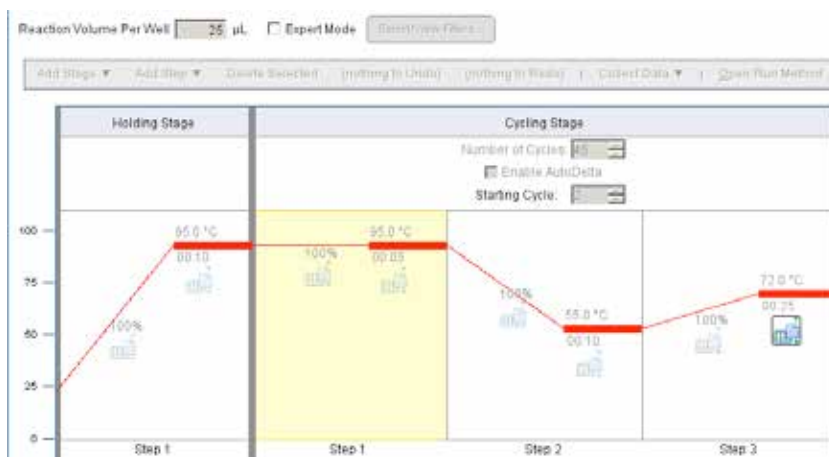 Reaction Volume Per Well 25 µL Expert Mode
Add Stage ▼ Add Step ▼ Delete Selected (nothing to Undo) (nothing to Redo) | Collect Data ▼ | Open Run Method
Holding Stage Cycling Stage
Number of Cycles: 45
Enable AutoDelta
Starting Cycle:
100
75
50
25
0
95.0 °C
00:10
100%
95.0 °C
00:05
100%
55.0 °C
00:10
100%
72.0 °C
00:25
100%
Step 1 Step 1 Step 2 Step 3